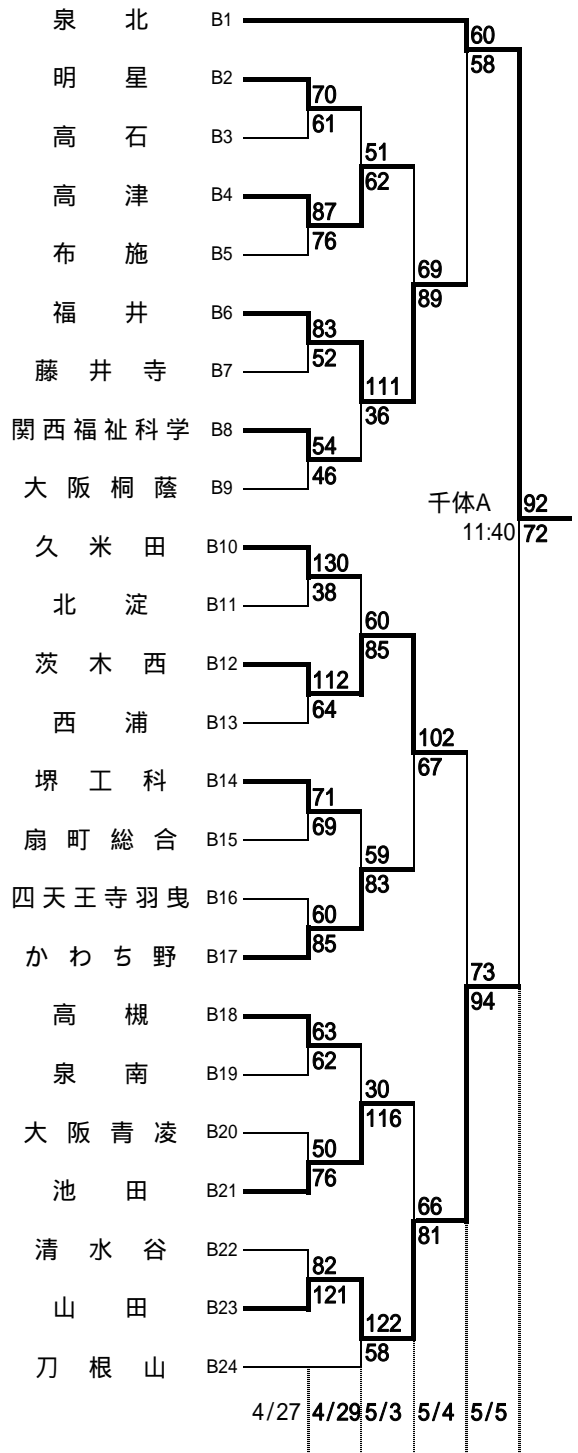 泉北 B1
60
58
明星 B2
70
61
高石 B3
51
62
高津 B4
87
76
布施 B5
69
89
福井 B6
83
52
藤井寺 B7
111
36
関西福祉科学 B8
54
46
大阪桐蔭 B9
千体A 92
11:40 72
久米田 B10
130
38
北淀 B11
60
85
茨木西 B12
112
64
西浦 B13
102
67
堺工科 B14
71
69
扇町総合 B15
59
83
四天王寺羽曳 B16
60
85
かわち野 B17
73
94
高槻 B18
63
62
泉南 B19
30
116
大阪青凌 B20
50
76
池田 B21
66
81
清水谷 B22
82
121
山田 B23
122
58
刀根山 B24
4/27 4/29 5/3 5/4 5/5